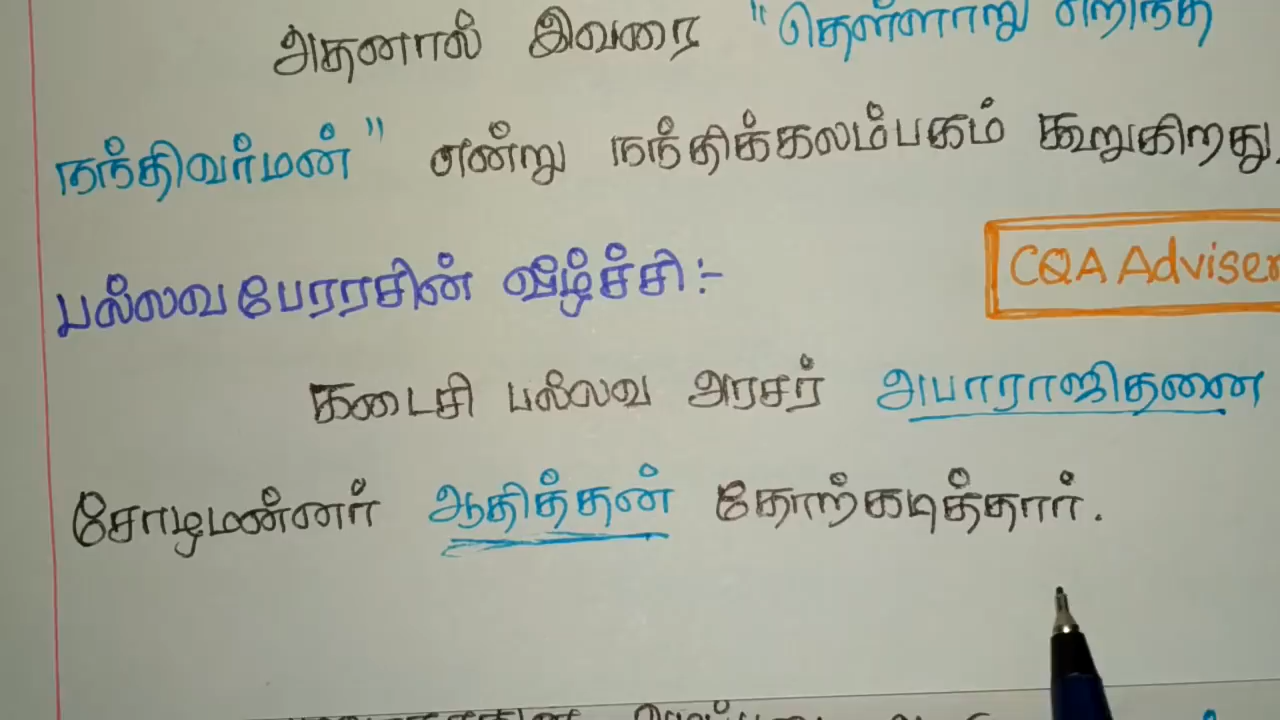 அதனால் இவரை "தெள்ளாறு எறிந்த
நந்திவர்மன்" என்று நந்திக்கலம்பகம் கூறுகிறது.
பல்லவபேரரசின் வீழ்ச்சி:-
CQA Adviser
கடைசி பல்லவ அரசர் அபாராஜிதனை
சோழமன்னர் ஆதித்தன் தோற்கடித்தார்.